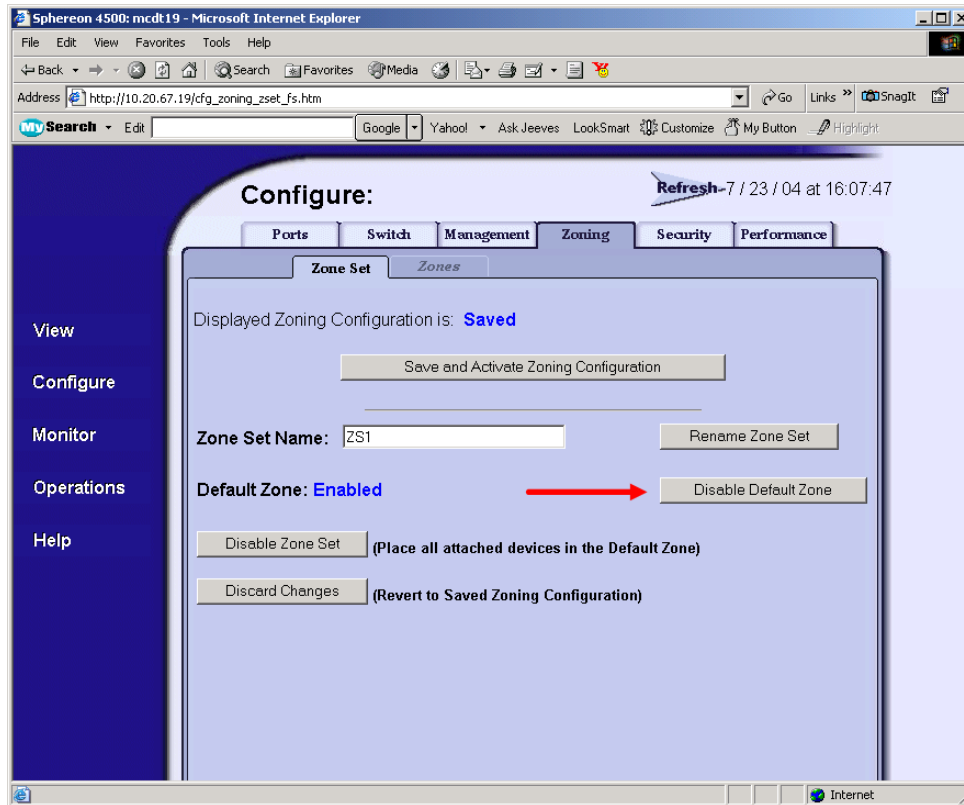 Sphereon 4500: mcdt19 - Microsoft Internet Explorer
File Edit View Favorites Tools Help
Back Search Favorites Media
Address http://10.20.67.19/cfg_zoning_zset_fs.htm Go Links » SnagIt
My Search Edit Google Yahoo! Ask Jeeves LookSmart Customize My Button Highlight
Configure: Refresh-7 / 23 / 04 at 16:07:47
Ports Switch Management Zoning Security Performance
Zone Set Zones
View
Configure
Monitor
Operations
Help
Displayed Zoning Configuration is: Saved
Save and Activate Zoning Configuration
Zone Set Name: ZS1 Rename Zone Set
Default Zone: Enabled Disable Default Zone
Disable Zone Set (Place all attached devices in the Default Zone)
Discard Changes (Revert to Saved Zoning Configuration)
Internet